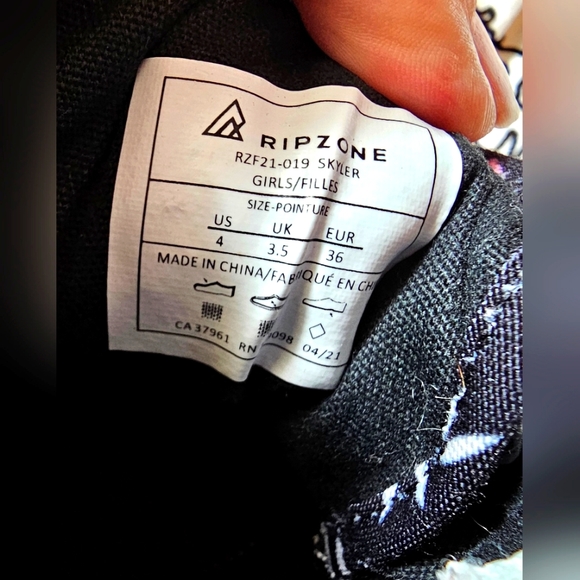 RIPZONE
RZF21-019 SKYLER
GIRLS/FILLES
SIZE-POINTURE
US UK EUR
4 3.5 36
MADE IN CHINA/FABRIQUÉ EN CHINE
CA 37961 RN 04/21